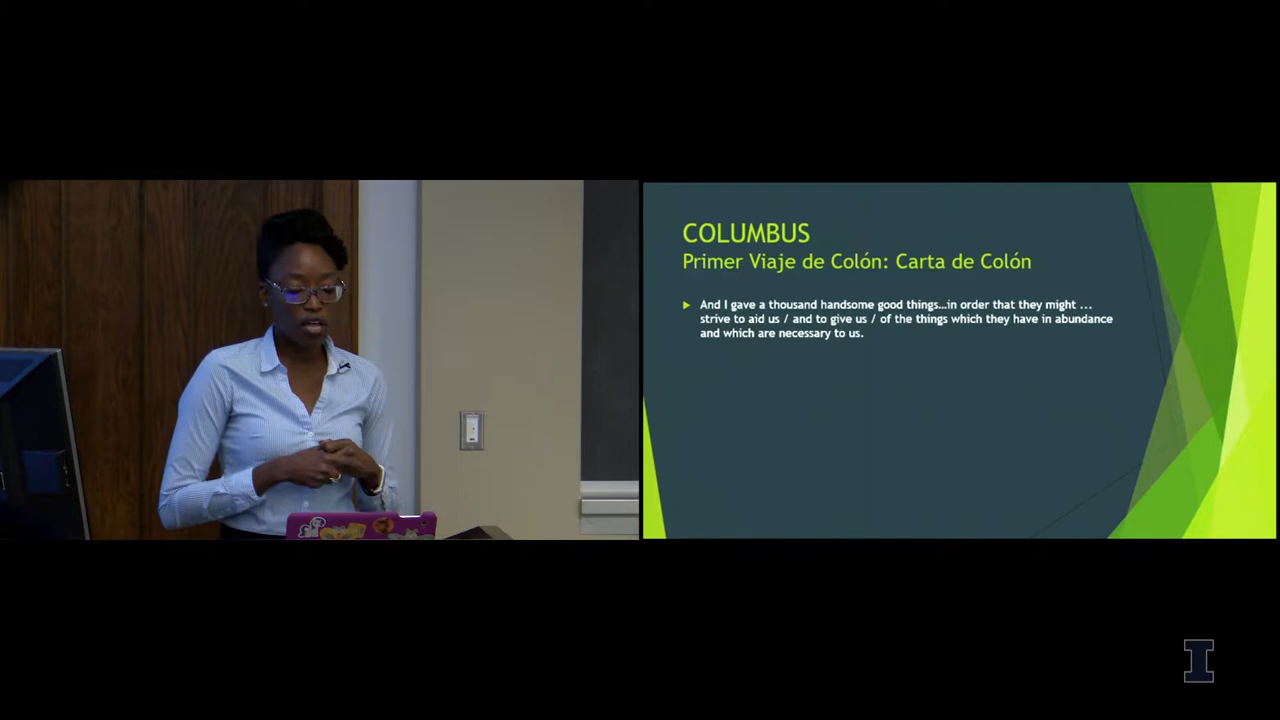 COLUMBUS
Primer Viaje de Colón: Carta de Colón
And I gave a thousand handsome good things…in order that they might ...
strive to aid us / and to give us / of the things which they have in abundance
and which are necessary to us.
I